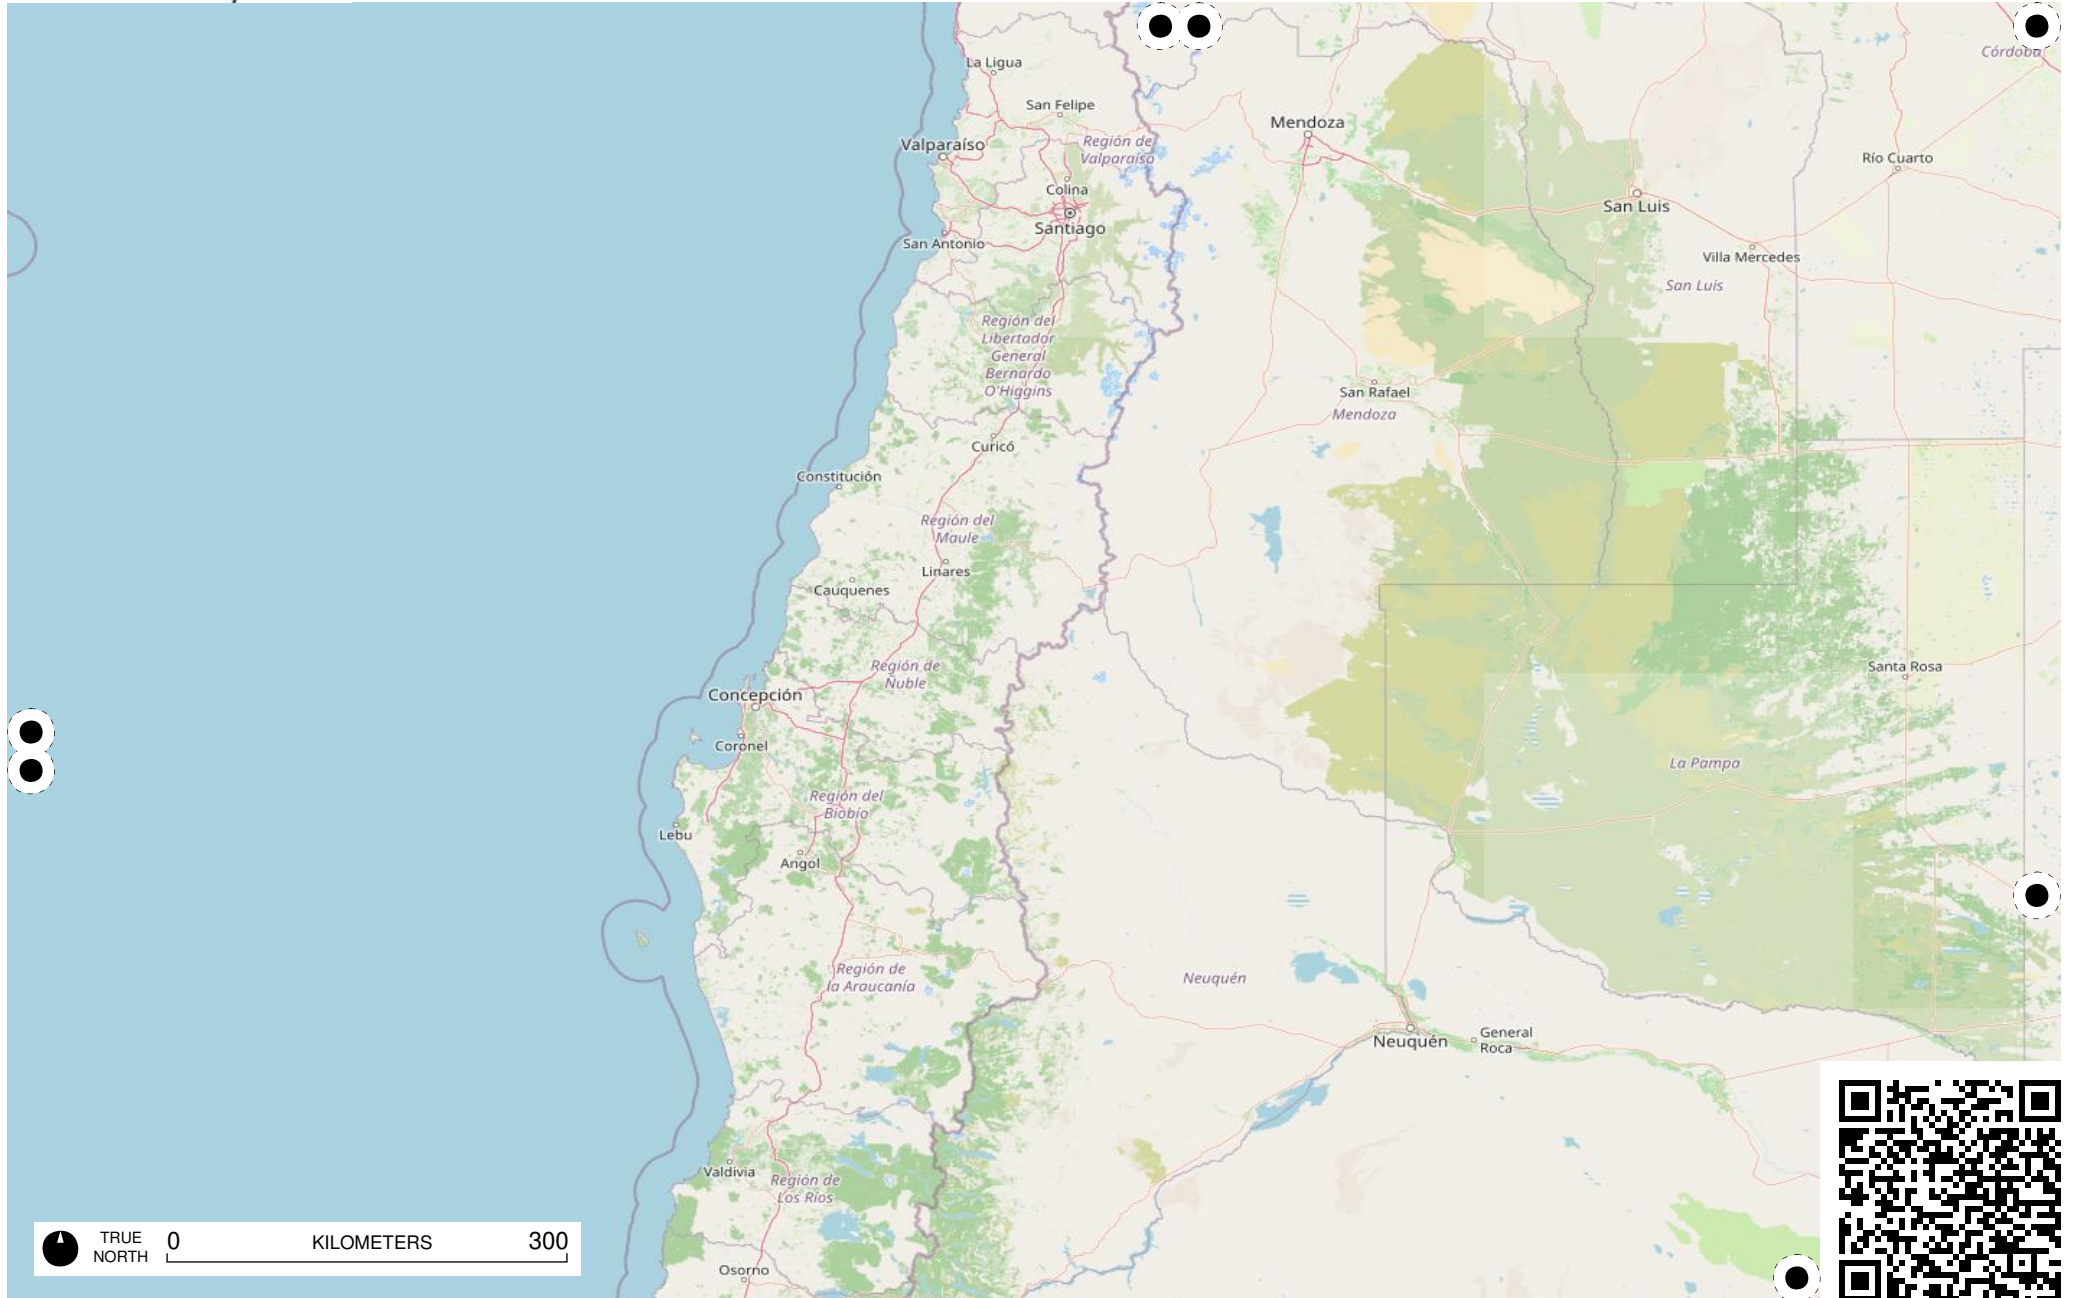 Córdoba
La Ligua
San Felipe
Mendoza
Valparaíso
Región de
Valparaíso
Río Cuarto
Colina
San Luis
Santiago
San Antonio
Villa Mercedes
San Luis
Región del
Libertador
General
Bernardo
O'Higgins
San Rafael
Mendoza
Curicó
Constitución
Región del
Maule
Linares
Cauquenes
Región de
Ñuble
Santa Rosa
Concepción
Coronel
La Pampa
Región del
Biobío
Lebu
Angol
Región de
la Araucanía
Neuquén
Neuquén
General
Roca
Valdivia
Región de
Los Ríos
Osorno
TRUE
NORTH
0 KILOMETERS 300